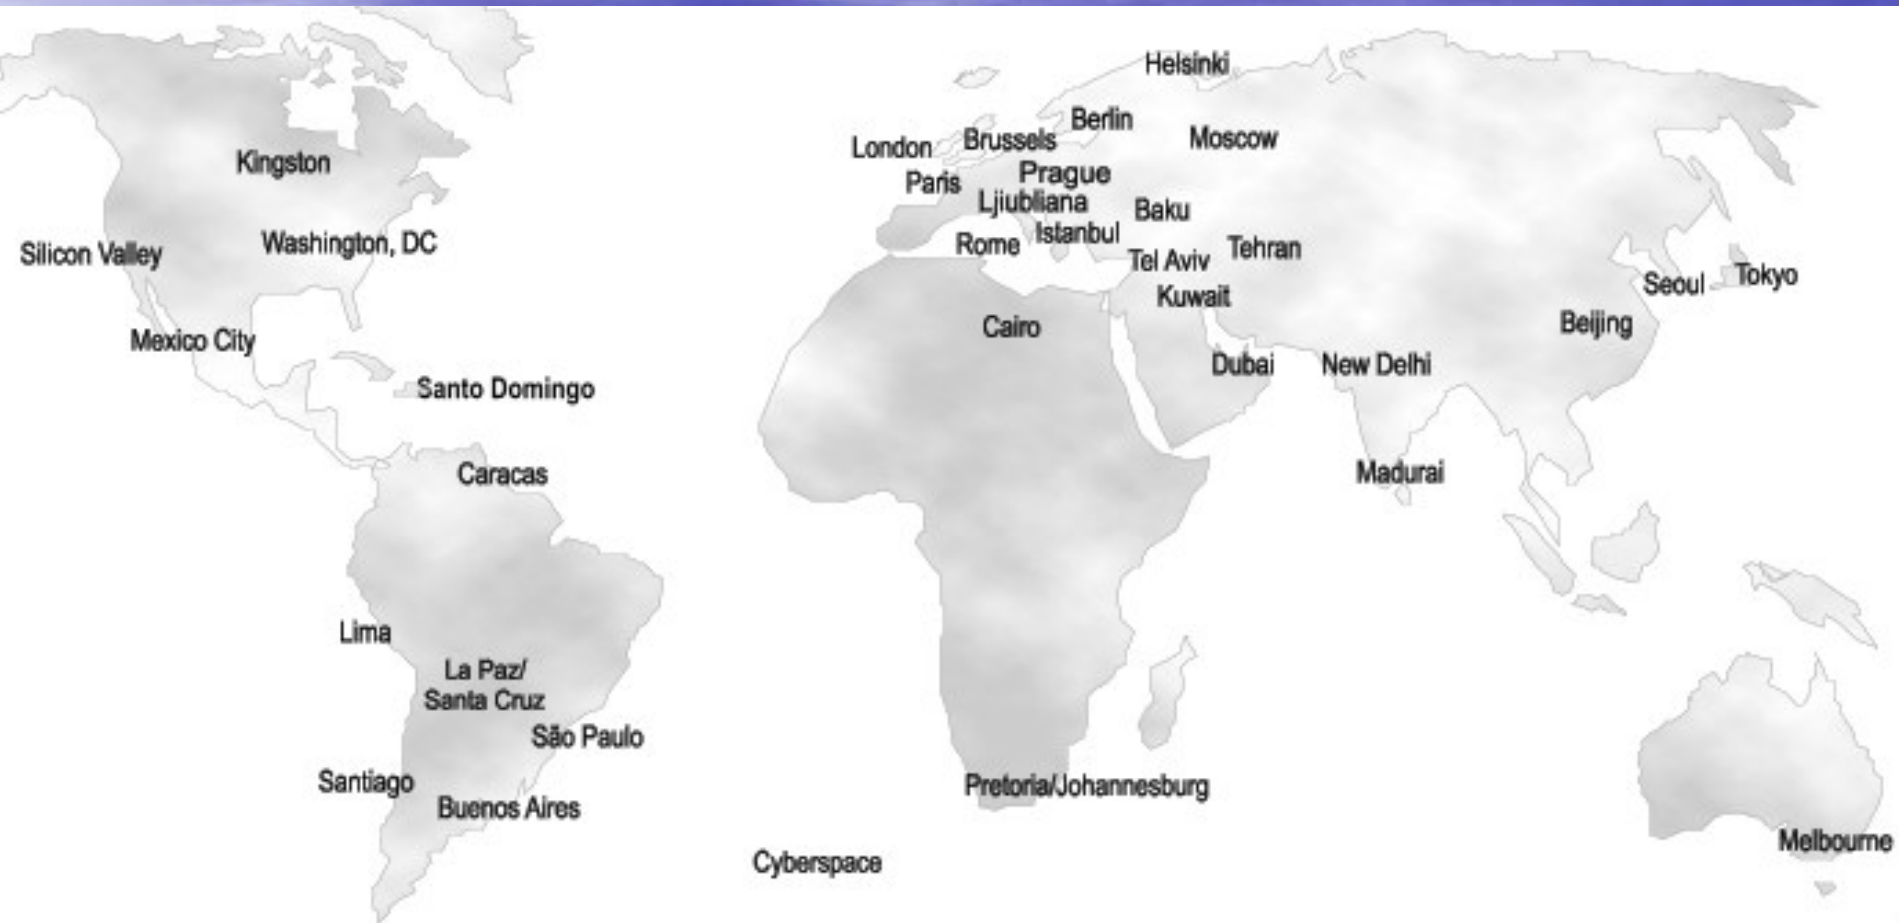 Helsinki
Berlin
London
Brussels
Moscow
Kingston
Prague
Paris
Ljiubliana
Baku
Istanbul
Washington, DC
Rome
Tehran
Silicon Valley
Tel Aviv
Tokyo
Seoul
Kuwait
Cairo
Beijing
Mexico City
Dubai
New Delhi
Santo Domingo
Caracas
Madurai
Lima
La Paz/
Santa Cruz
São Paulo
Santiago
Pretoria/Johannesburg
Buenos Aires
Melbourne
Cyberspace